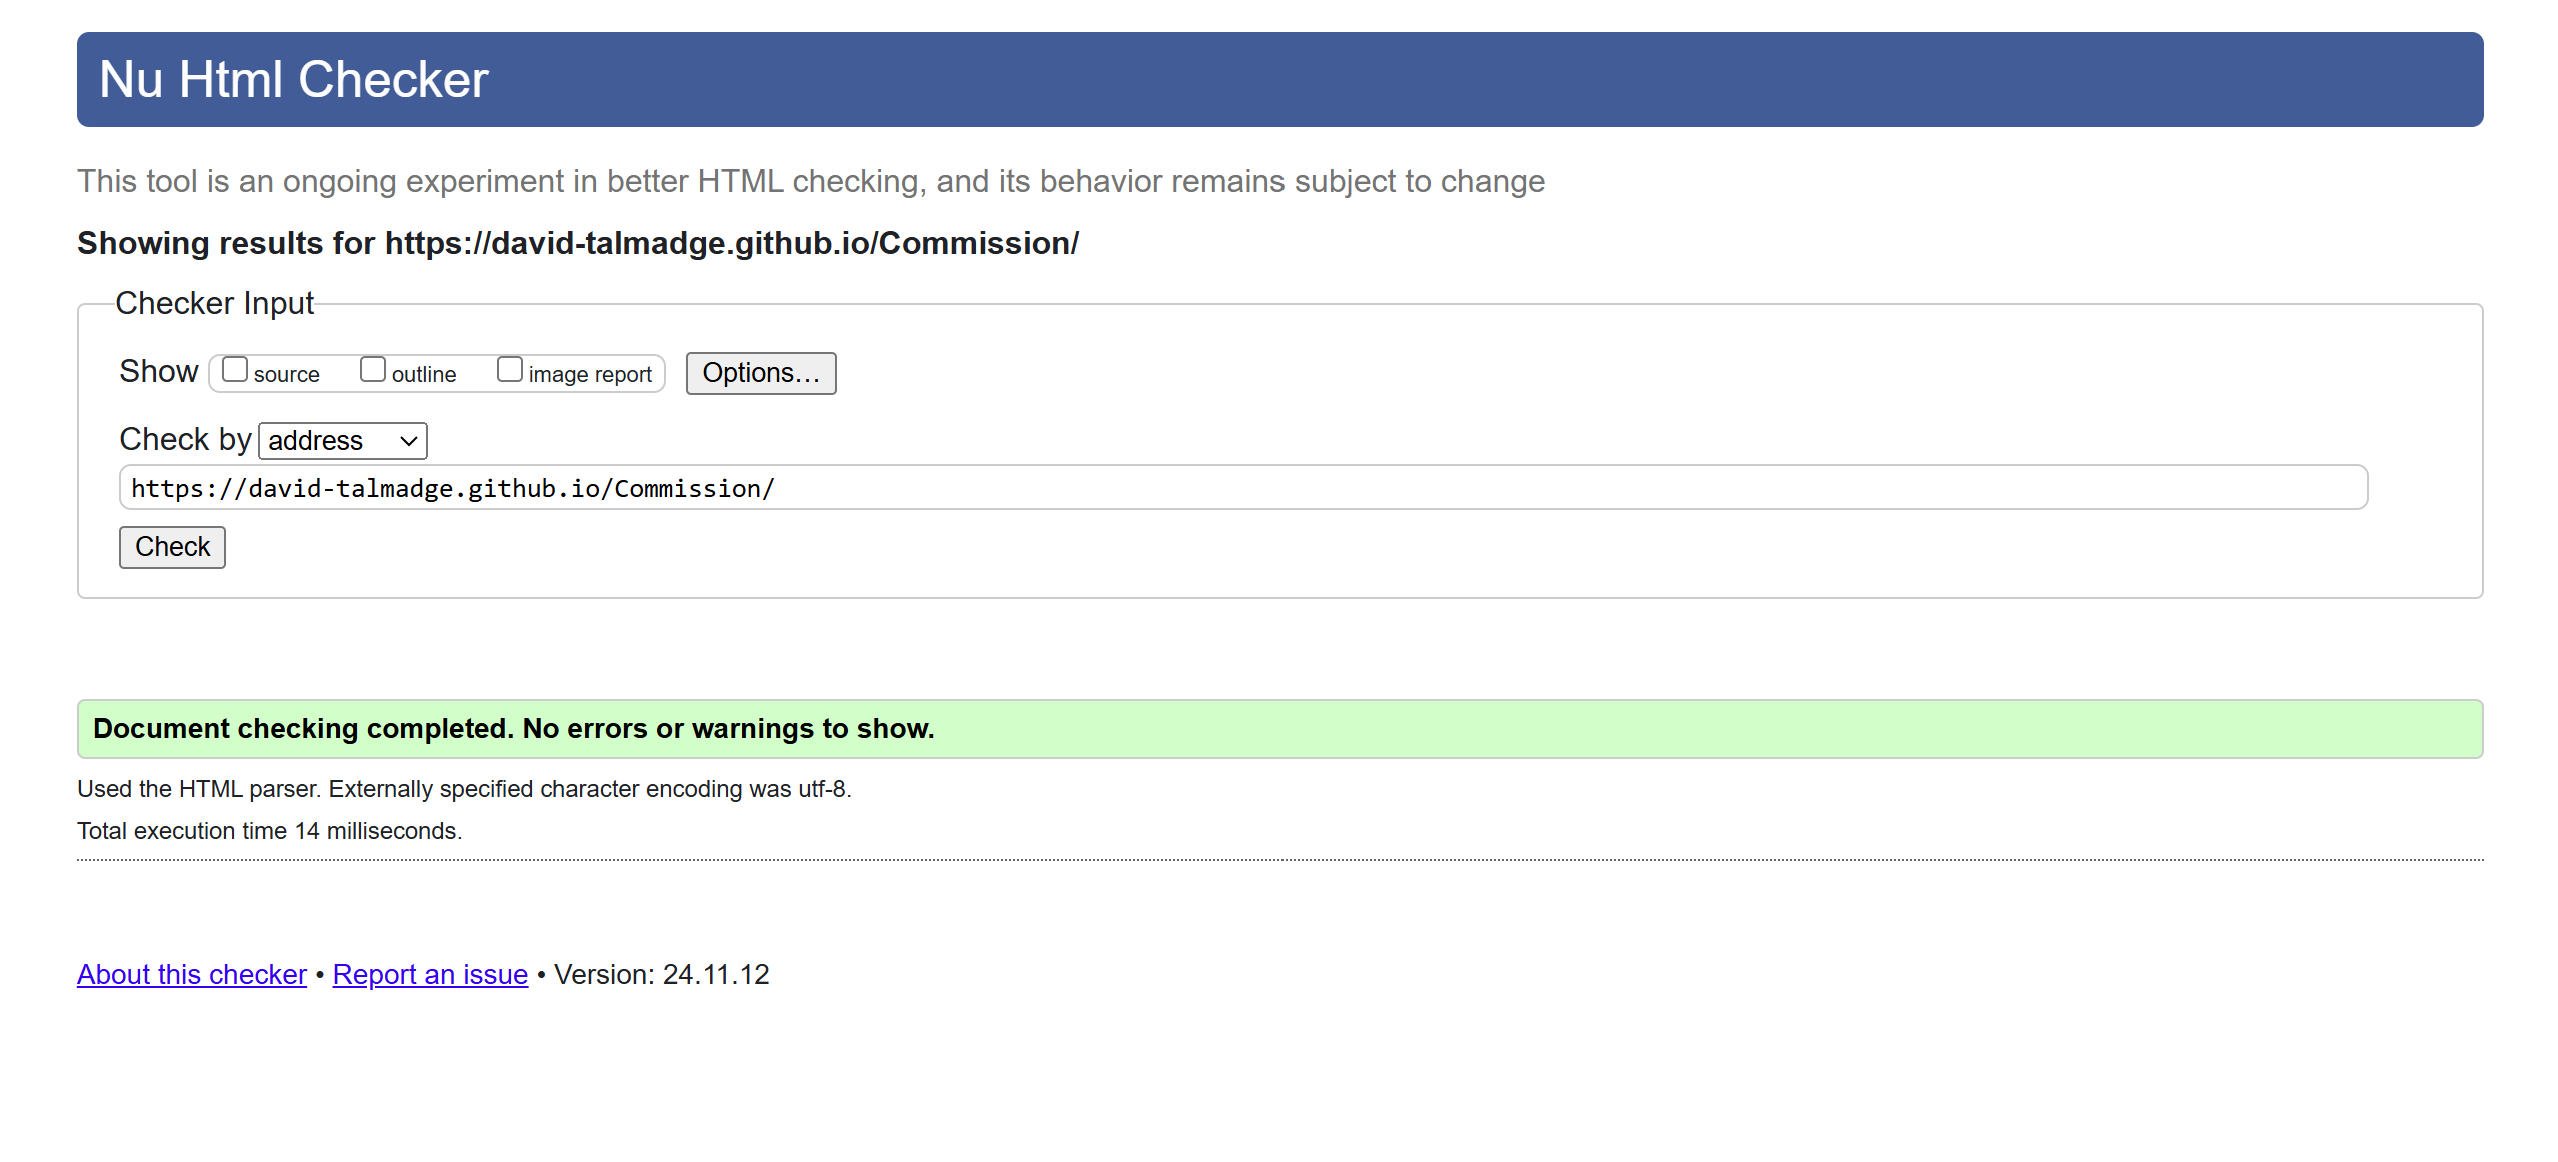 Nu Html Checker
This tool is an ongoing experiment in better HTML checking, and its behavior remains subject to change
Showing results for https://david-talmadge.github.io/Commission/
Checker Input
Show source outline image report Options…
Check by address
https://david-talmadge.github.io/Commission/
Check
Document checking completed. No errors or warnings to show.
Used the HTML parser. Externally specified character encoding was utf-8.
Total execution time 14 milliseconds.
About this checker • Report an issue • Version: 24.11.12